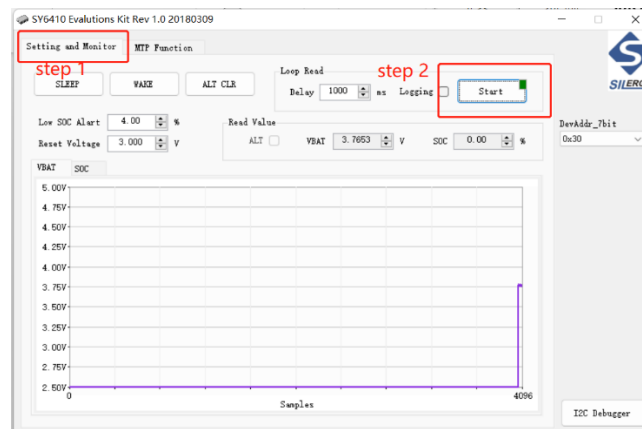 SY6410 Evalutions Kit Rev 1.0 20180309
Setting and Monitor
MTP Function
step 1
step 2
SLEEP
WAKE
ALT CLR
Loop Read
Delay 1000 ms Logging
Start
SILERG
Low SOC Alart 4.00 %
Reset Voltage 3.000 V
Read Value
ALT VBAT 3.7653 V SOC 0.00 %
DevAddr_7bit
0x30
VBAT
SOC
5.00V
4.75V
4.50V
4.25V
4.00V
3.75V
3.50V
3.25V
3.00V
2.75V
2.50V
0
4096
Samples
I2C Debugger